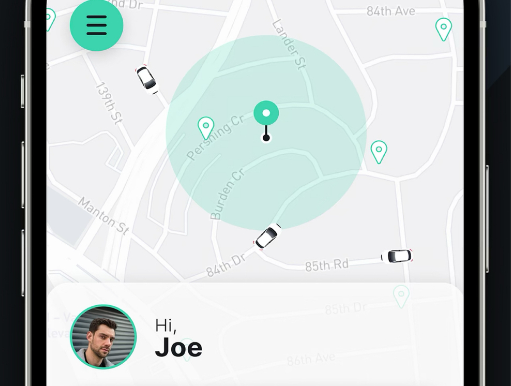 rd Dr
84th Ave
Lander St
139th St
Pershing Cr
Burden Cr
Manton St
84th Dr
85th Rd
Hi,
Joe
85th Dr
86th Ave